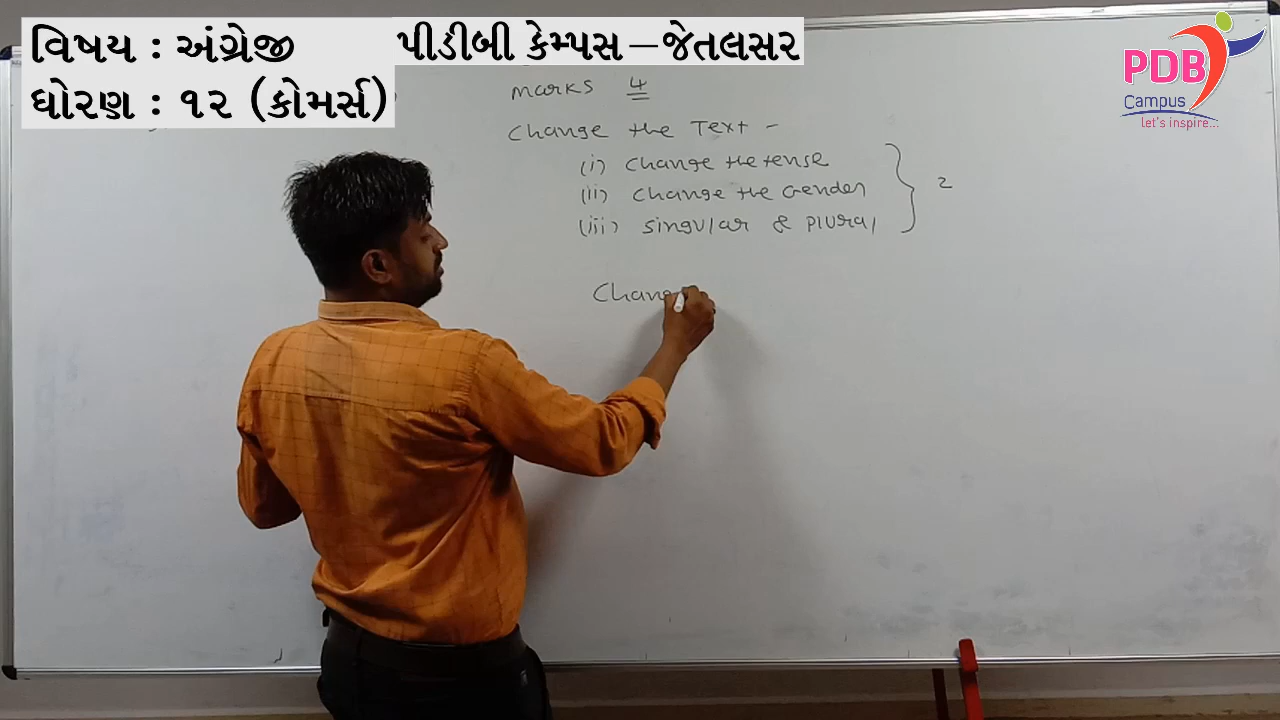 વિષય : અંગ્રેજી
પીડીબી કેમ્પસ – જેતલસર
ધોરણ : ૧૨ (કોમર્સ)
PDB
Campus
Let's inspire...
marks 4
Change the Text -
(i) Change the tense
(ii) Change the Gender
(iii) Singular & Plural
2
Chang